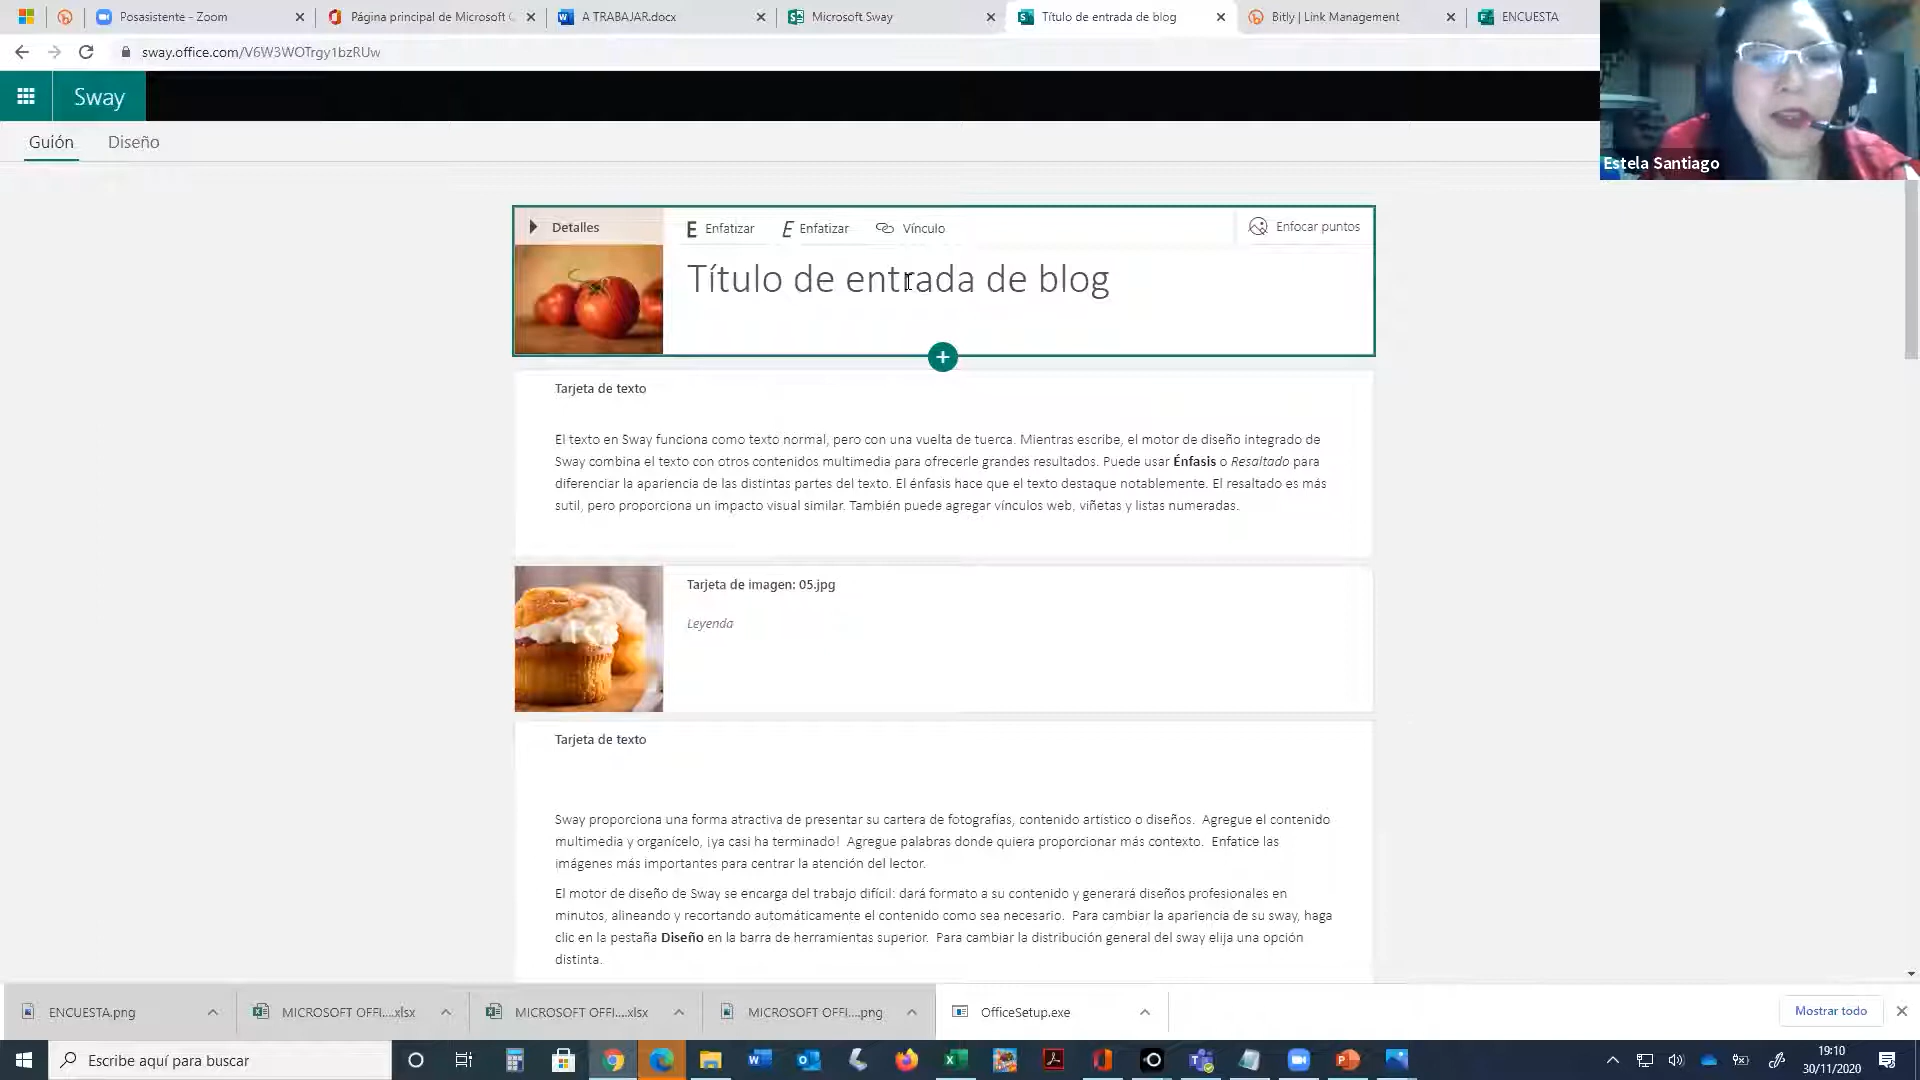 Posasistente - Zoom
Página principal de Microsoft
A TRABAJAR.docx
Microsoft Sway
Título de entrada de blog
Bitly | Link Management
ENCUESTA
sway.office.com/V6W3WOTrgy1bzRUw
Sway
Guión
Diseño
Estela Santiago
Detalles
E Enfatizar
E Enfatizar
Vínculo
Enfocar puntos
Título de entrada de blog
Tarjeta de texto
El texto en Sway funciona como texto normal, pero con una vuelta de tuerca. Mientras escribe, el motor de diseño integrado de
Sway combina el texto con otros contenidos multimedia para ofrecerle grandes resultados. Puede usar Énfasis o Resaltado para
diferenciar la apariencia de las distintas partes del texto. El énfasis hace que el texto destaque notablemente. El resaltado es más
sutil, pero proporciona un impacto visual similar. También puede agregar vínculos web, viñetas y listas numeradas.
Tarjeta de imagen: 05.jpg
Leyenda
Tarjeta de texto
Sway proporciona una forma atractiva de presentar su cartera de fotografías, contenido artístico o diseños. Agregue el contenido
multimedia y organícelo, ¡ya casi ha terminado! Agregue palabras donde quiera proporcionar más contexto. Enfatice las
imágenes más importantes para centrar la atención del lector.
El motor de diseño de Sway se encarga del trabajo difícil: dará formato a su contenido y generará diseños profesionales en
minutos, alineando y recortando automáticamente el contenido como sea necesario. Para cambiar la apariencia de su sway, haga
clic en la pestaña Diseño en la barra de herramientas superior. Para cambiar la distribución general del sway elija una opción
distinta.
ENCUESTA.png
MICROSOFT OFFI....xlsx
MICROSOFT OFFI....xlsx
MICROSOFT OFFI....png
OfficeSetup.exe
Mostrar todo
Escribe aquí para buscar
19:10
30/11/2020